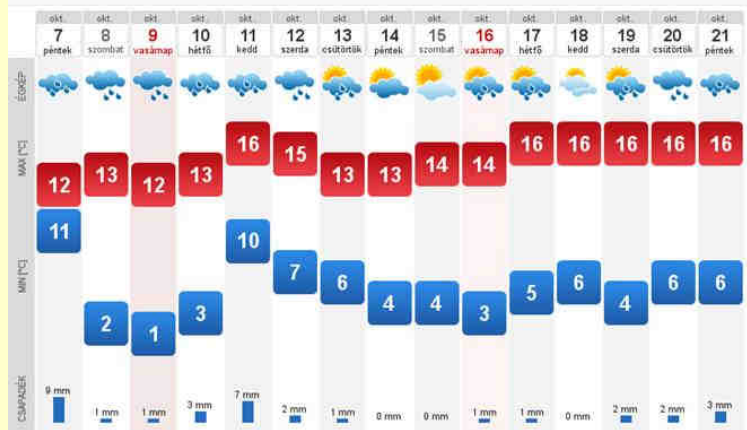 okt. okt. okt. okt. okt. okt. okt. okt. okt. okt. okt. okt. okt. okt. okt.
7 8 9 10 11 12 13 14 15 16 17 18 19 20 21
péntek szombat vasárnap hétfő kedd szerda csütörtök péntek szombat vasárnap hétfő kedd szerda csütörtök péntek
ÉGKÉP
MAX [°C]
12 13 12 13 16 15 13 13 14 14 16 16 16 16 16
MIN [°C]
11 2 1 3 10 7 6 4 4 3 5 6 4 6 6
CSAPADÉK
9 mm 1 mm 1 mm 3 mm 7 mm 2 mm 1 mm 0 mm 0 mm 1 mm 1 mm 0 mm 2 mm 2 mm 3 mm